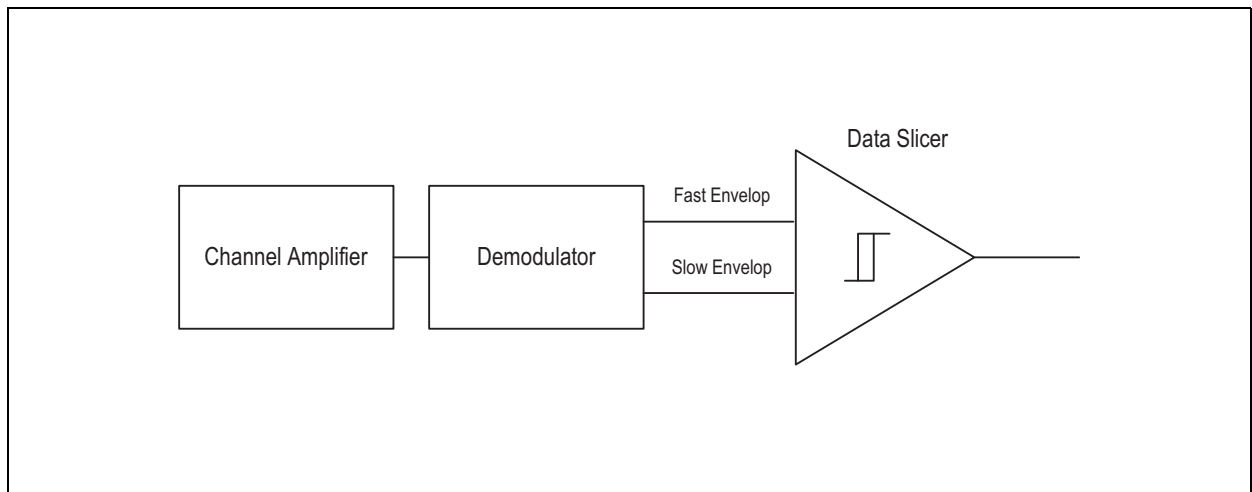 Data Slicer
Fast Envelop
Channel Amplifier
Demodulator
Slow Envelop